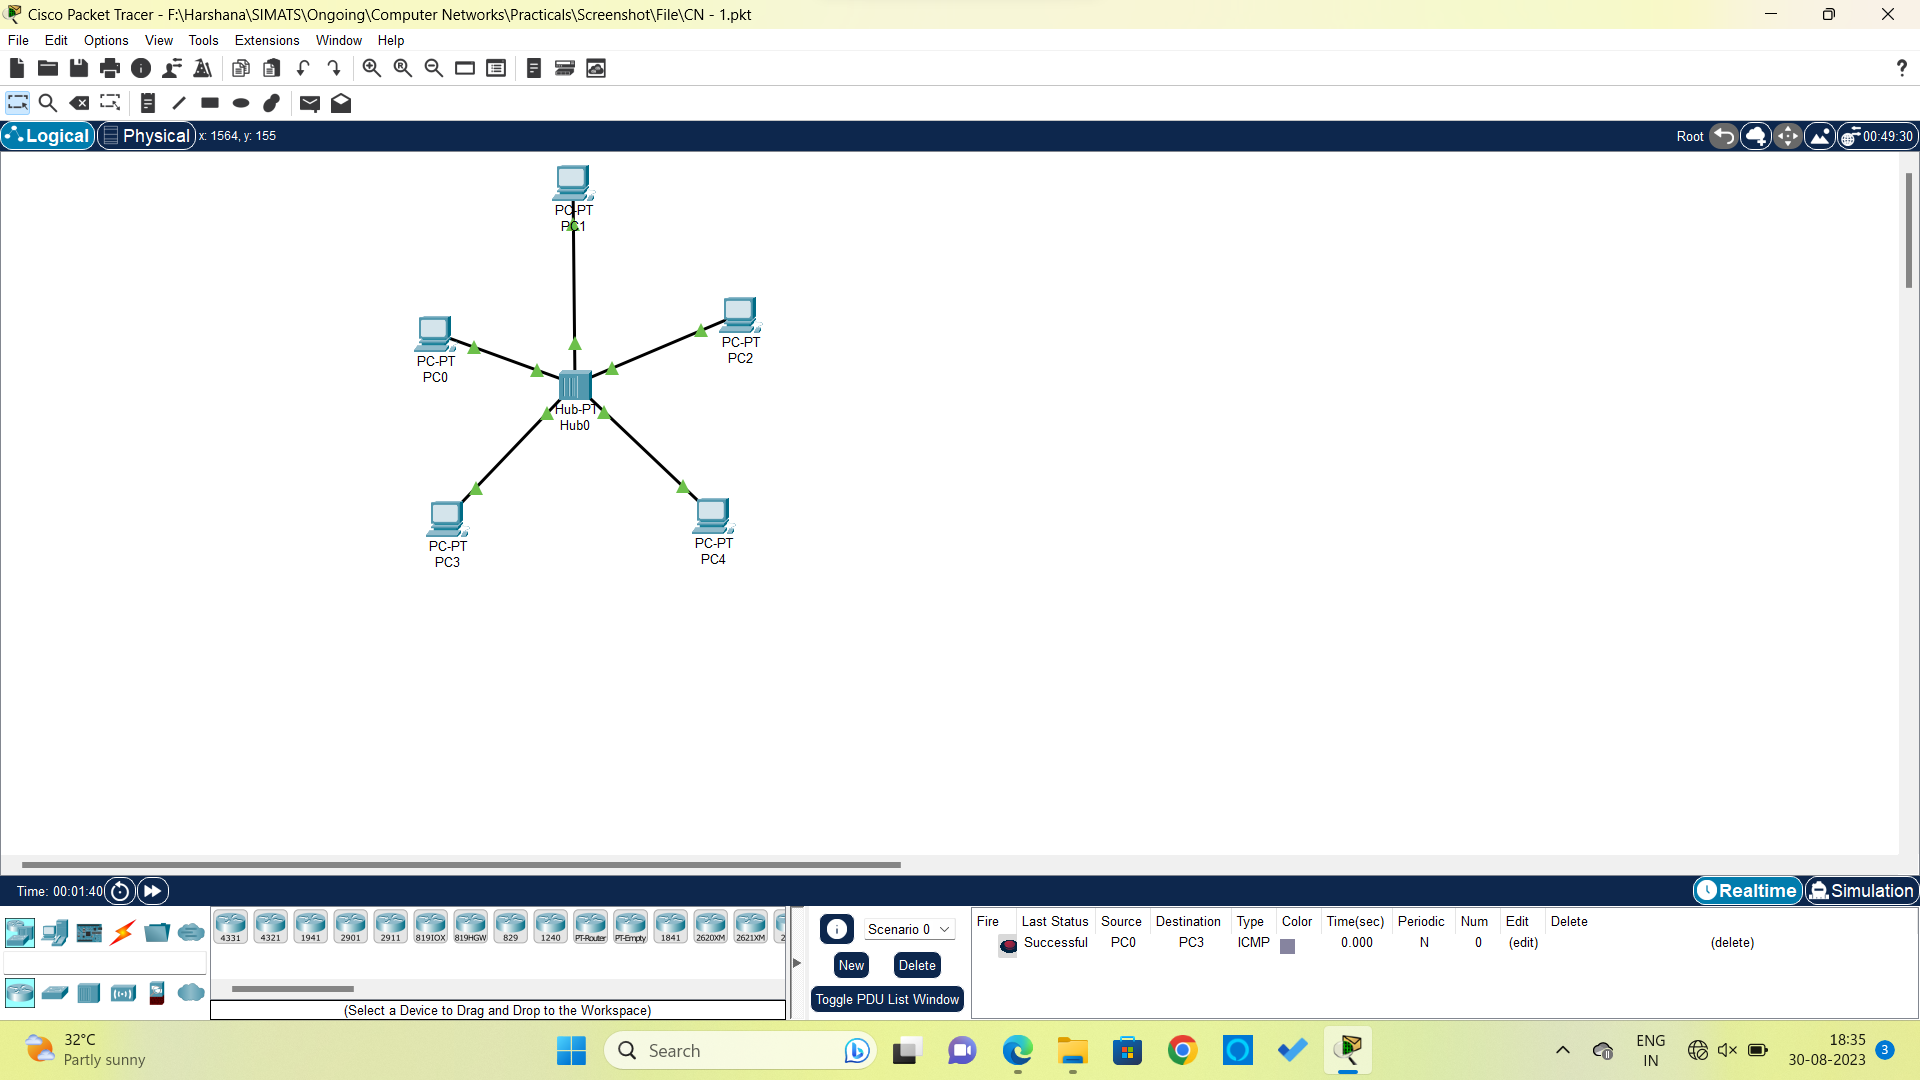 Cisco Packet Tracer - F:\Harshana\SIMATS\Ongoing\Computer Networks\Practicals\Screenshot\File\CN - 1.pkt
File Edit Options View Tools Extensions Window Help
?
Logical Physical x: 1564, y: 155 Root 00:49:30
PC-PT
PC1
PC-PT
PC2
PC-PT
PC0
Hub-PT
Hub0
PC-PT
PC3
PC-PT
PC4
Time: 00:01:40 Realtime Simulation
4331 4321 1941 2901 2911 819IOX 819HGW 829 1240 PT-Router PT-Empty 1841 2620XM 2621XM
(Select a Device to Drag and Drop to the Workspace)
Scenario 0
New Delete
Toggle PDU List Window
Fire Last Status Source Destination Type Color Time(sec) Periodic Num Edit Delete
Successful PC0 PC3 ICMP 0.000 N 0 (edit) (delete)
32°C
Partly sunny
Search
ENG
IN
18:35
30-08-2023
3